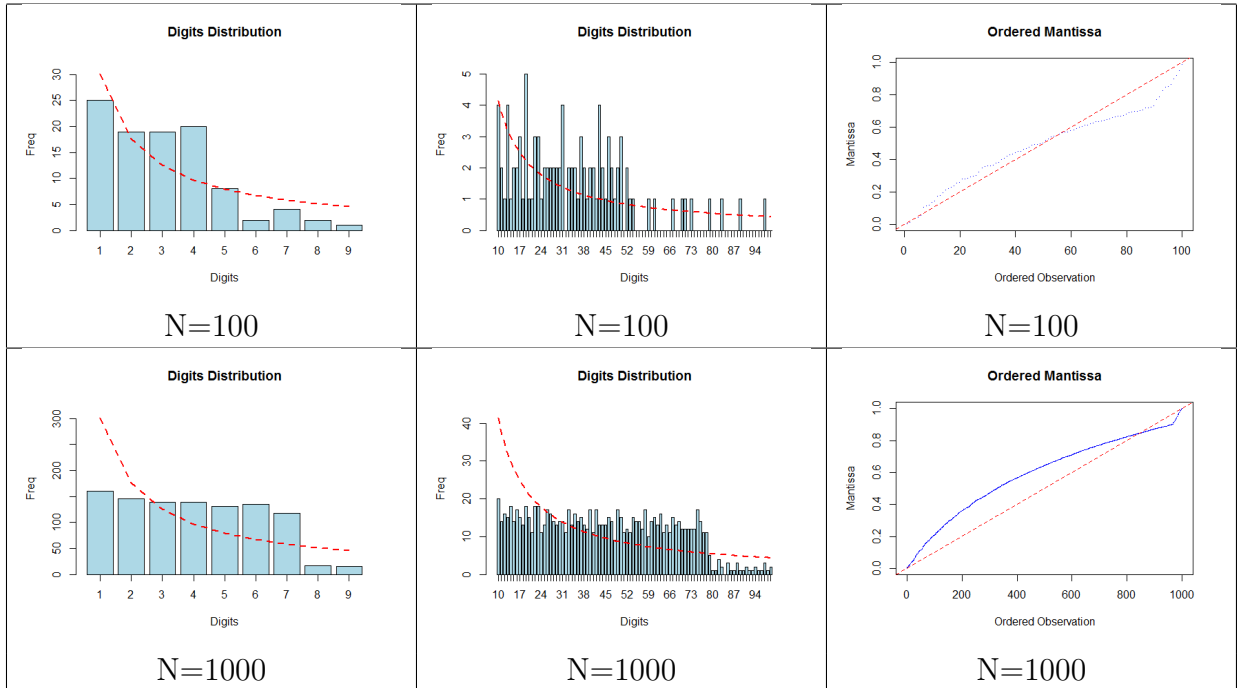 Digits Distribution
Freq
30
25
20
15
10
5
0
1 2 3 4 5 6 7 8 9
Digits
N=100
Digits Distribution
Freq
5
4
3
2
1
0
10 17 24 31 38 45 52 59 66 73 80 87 94
Digits
N=100
Ordered Mantissa
Mantissa
1.0
0.8
0.6
0.4
0.2
0.0
0 20 40 60 80 100
Ordered Observation
N=100
Digits Distribution
Freq
300
200
150
100
50
0
1 2 3 4 5 6 7 8 9
Digits
N=1000
Digits Distribution
Freq
40
30
20
10
0
10 17 24 31 38 45 52 59 66 73 80 87 94
Digits
N=1000
Ordered Mantissa
Mantissa
1.0
0.8
0.6
0.4
0.2
0.0
0 200 400 600 800 1000
Ordered Observation
N=1000